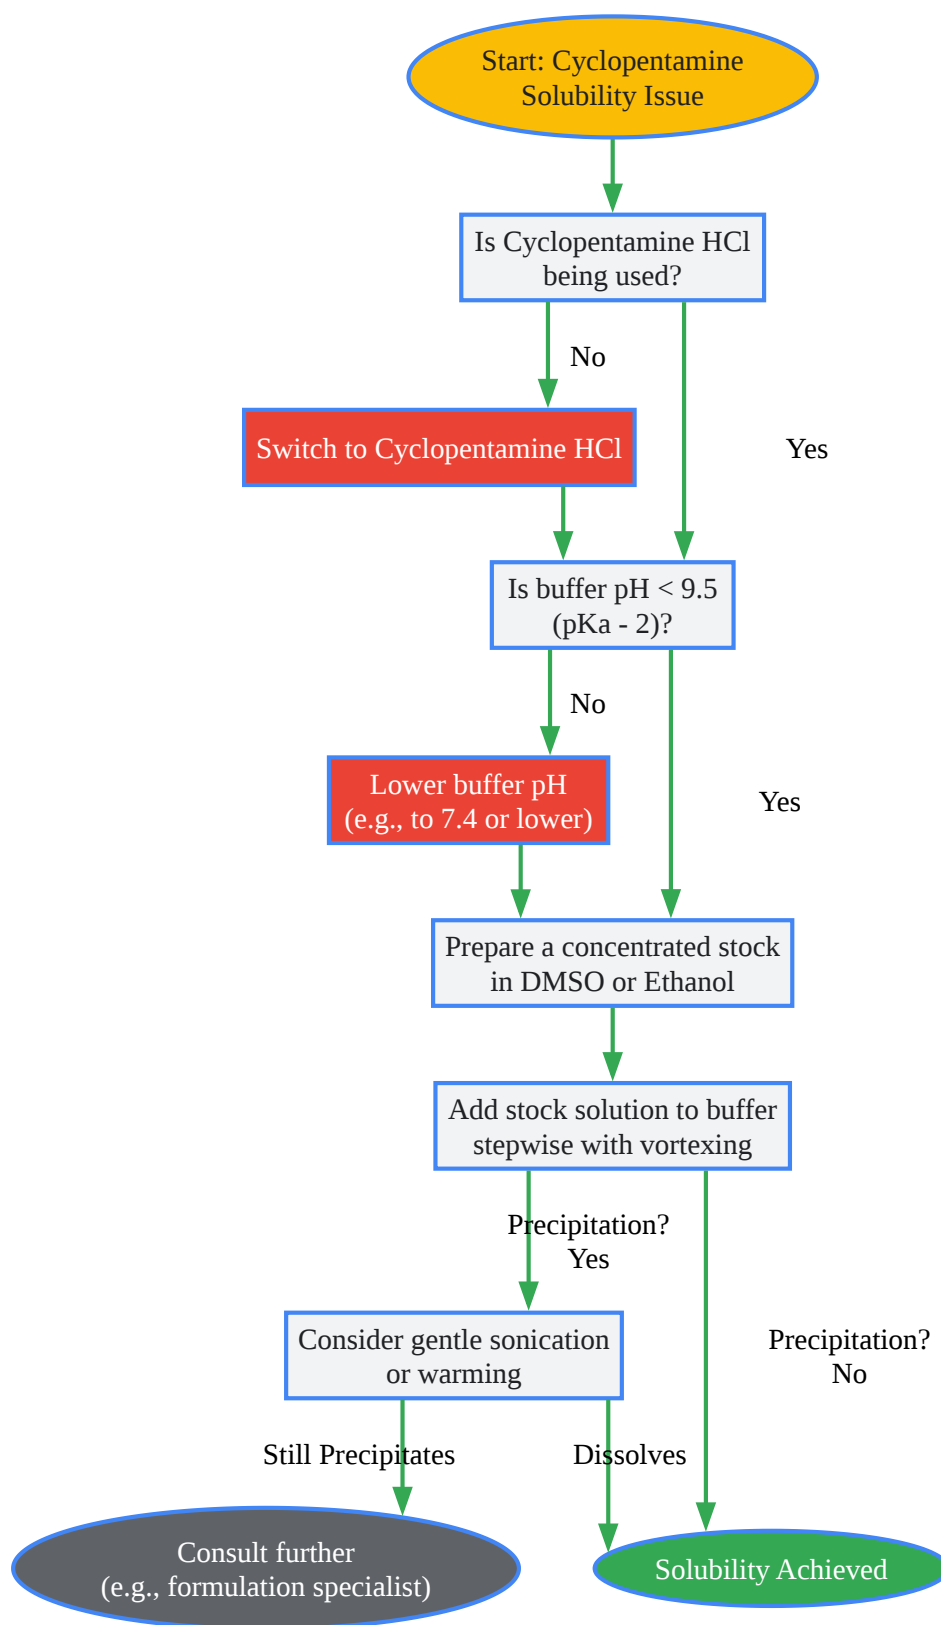 Start: Cyclopentamine
Solubility Issue
Is Cyclopentamine HCl
being used?
No
Switch to Cyclopentamine HCl
Yes
Is buffer pH < 9.5
(pKa - 2)?
No
Lower buffer pH
(e.g., to 7.4 or lower)
Yes
Prepare a concentrated stock
in DMSO or Ethanol
Add stock solution to buffer
stepwise with vortexing
Precipitation?
Yes
Consider gentle sonication
or warming
Precipitation?
No
Still Precipitates
Dissolves
Consult further
(e.g., formulation specialist)
Solubility Achieved